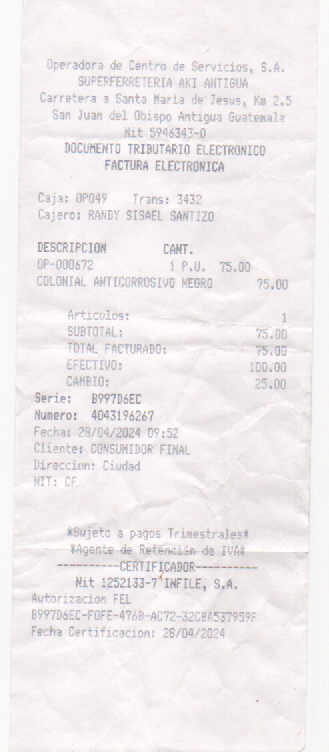 Operadora de Centro de Servicios, S.A.
SUPERFERRETERIA AKI ANTIGUA
Carretera a Santa Maria de Jesus, Km 2.5
San Juan del Obispo Antigua Guatemala
Nit 5946343-0
DOCUMENTO TRIBUTARIO ELECTRONICO
FACTURA ELECTRONICA
Caja: OP049 Trans: 3432
Cajero: RANDY SISAEL SANTIZO
DESCRIPCION CANT.
OP-000672 1 P.U. 75.00
COLONIAL ANTICORROSIVO NEGRO 75.00
Articulos: 1
SUBTOTAL: 75.00
TOTAL FACTURADO: 75.00
EFECTIVO: 100.00
CAMBIO: 25.00
Serie: B997D6EC
Numero: 4043196267
Fecha: 28/04/2024 09:52
Cliente: CONSUMIDOR FINAL
Direccion: Ciudad
NIT: CF
*Sujeto a pagos Trimestrales*
*Agente de Retención de IVA*
----------CERTIFICADOR----------
Nit 1252133-7 INFILE, S.A.
Autorizacion FEL
B997D6EC-F0FE-476B-AC72-32C8A537959F
Fecha Certificacion: 28/04/2024